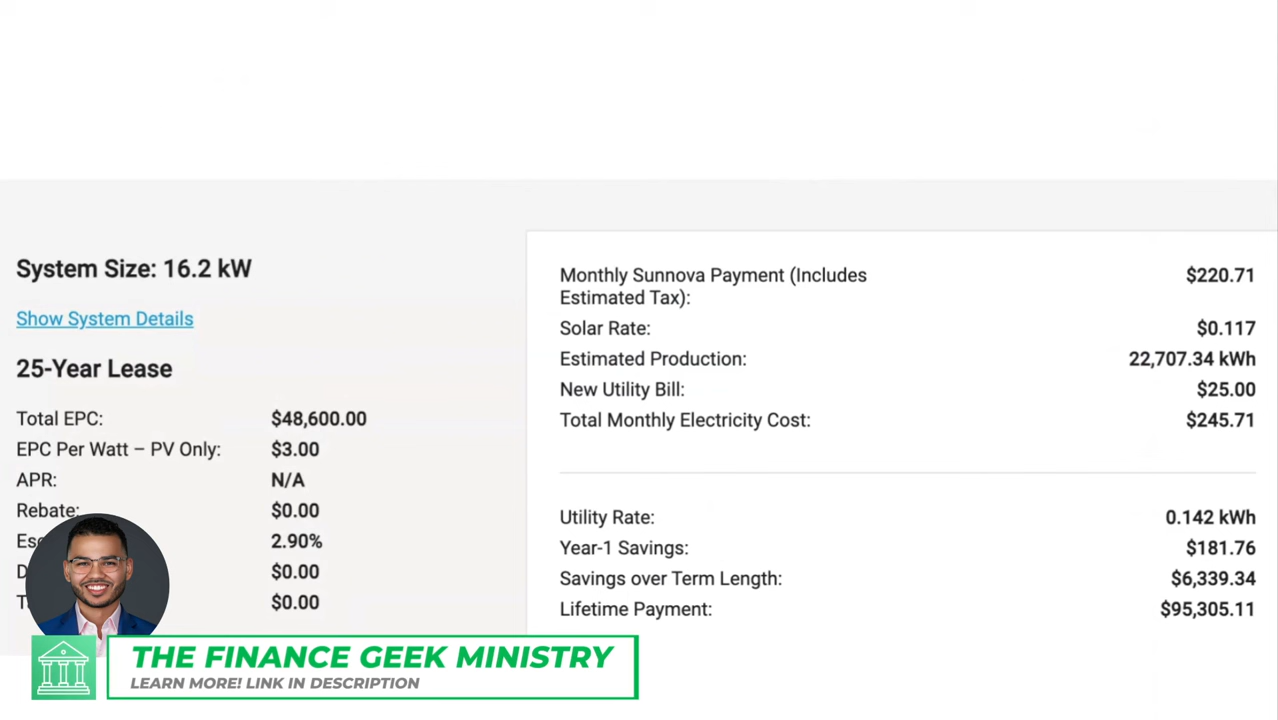 System Size: 16.2 kW
Show System Details
25-Year Lease
Total EPC: $48,600.00
EPC Per Watt – PV Only: $3.00
APR: N/A
Rebate: $0.00
2.90%
$0.00
$0.00
Monthly Sunnova Payment (Includes
Estimated Tax): $220.71
Solar Rate: $0.117
Estimated Production: 22,707.34 kWh
New Utility Bill: $25.00
Total Monthly Electricity Cost: $245.71
Utility Rate: 0.142 kWh
Year-1 Savings: $181.76
Savings over Term Length: $6,339.34
Lifetime Payment: $95,305.11
THE FINANCE GEEK MINISTRY
LEARN MORE! LINK IN DESCRIPTION